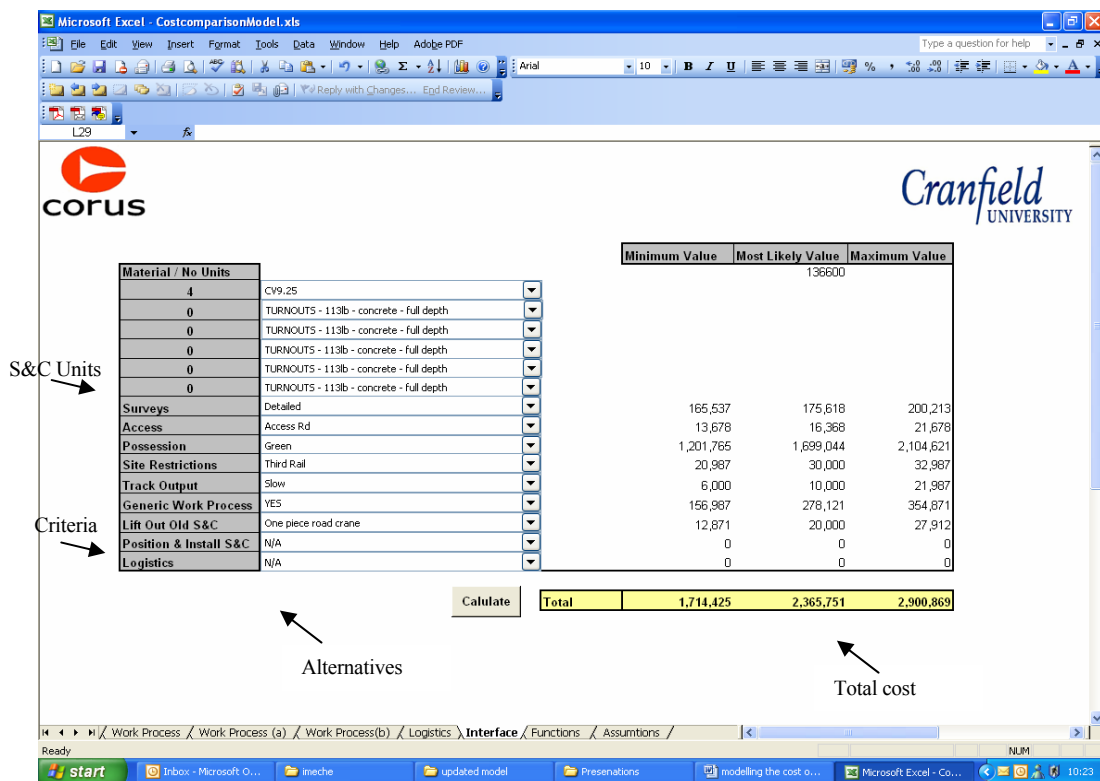 Microsoft Excel - CostcomparisonModel.xls
File Edit View Insert Format Tools Data Window Help Adobe PDF Type a question for help
Arial 10 B I U
Reply with Changes... End Review...
L29 fx
corus
Cranfield
UNIVERSITY
Minimum Value Most Likely Value Maximum Value
Material / No Units 136600
4 CV9.25
0 TURNOUTS - 113lb - concrete - full depth
0 TURNOUTS - 113lb - concrete - full depth
0 TURNOUTS - 113lb - concrete - full depth
0 TURNOUTS - 113lb - concrete - full depth
0 TURNOUTS - 113lb - concrete - full depth
S&C Units
Surveys Detailed 165,537 175,618 200,213
Access Access Rd 13,678 16,368 21,678
Possession Green 1,201,765 1,699,044 2,104,621
Site Restrictions Third Rail 20,987 30,000 32,987
Track Output Slow 6,000 10,000 21,987
Generic Work Process YES 156,987 278,121 354,871
Criteria
Lift Out Old S&C One piece road crane 12,871 20,000 27,912
Position & Install S&C N/A 0 0 0
Logistics N/A 0 0 0
Calulate Total 1,714,425 2,365,751 2,900,869
Alternatives
Total cost
Work Process Work Process (a) Work Process(b) Logistics Interface Functions Assumtions
Ready NUM
start Inbox - Microsoft O... imeche updated model Presenations modelling the cost o... Microsoft Excel - Co... 10:23